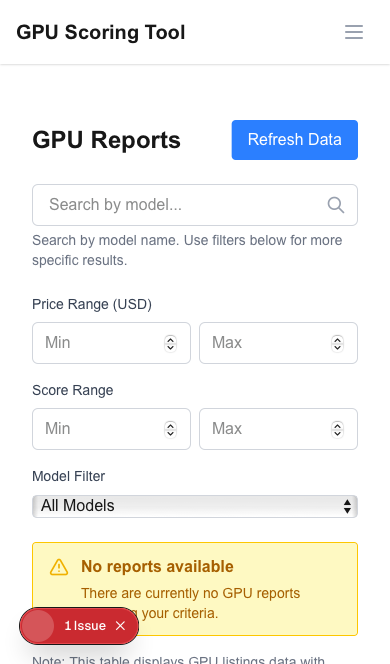 GPU Scoring Tool
GPU Reports
Refresh Data
Search by model...
Search by model name. Use filters below for more
specific results.
Price Range (USD)
Min
Max
Score Range
Min
Max
Model Filter
All Models
No reports available
There are currently no GPU reports
your criteria.
1 Issue
Note: This table displays GPU listings data with